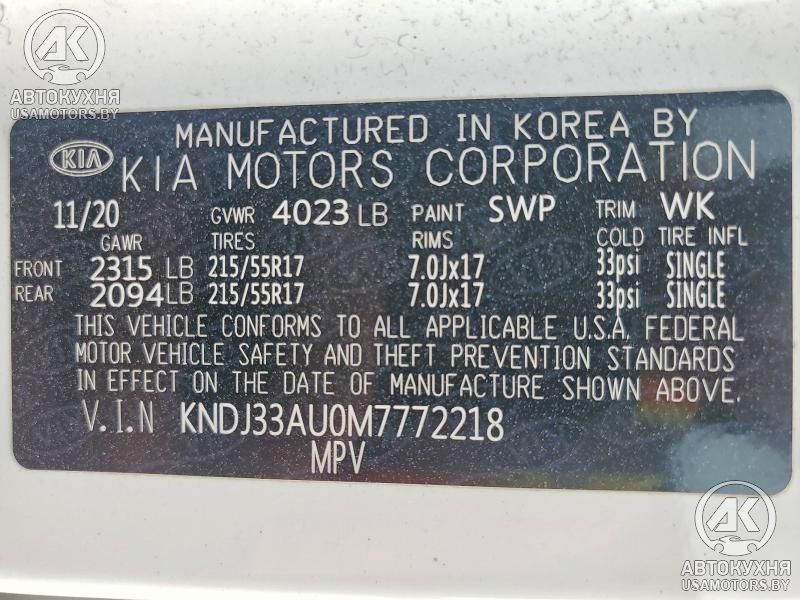 AK
АВТОКУХНЯ
USAMOTORS.BY
KIA
MANUFACTURED IN KOREA BY
KIA MOTORS CORPORATION
11/20 GVWR 4023 LB PAINT SWP TRIM WK
GAWR TIRES RIMS COLD TIRE INFL
FRONT 2315 LB 215/55R17 7.0Jx17 33psi SINGLE
REAR 2094 LB 215/55R17 7.0Jx17 33psi SINGLE
THIS VEHICLE CONFORMS TO ALL APPLICABLE U.S.A. FEDERAL
MOTOR VEHICLE SAFETY AND THEFT PREVENTION STANDARDS
IN EFFECT ON THE DATE OF MANUFACTURE SHOWN ABOVE.
V.I.N KNDJ33AU0M7772218
MPV
AK
АВТОКУХНЯ
USAMOTORS.BY